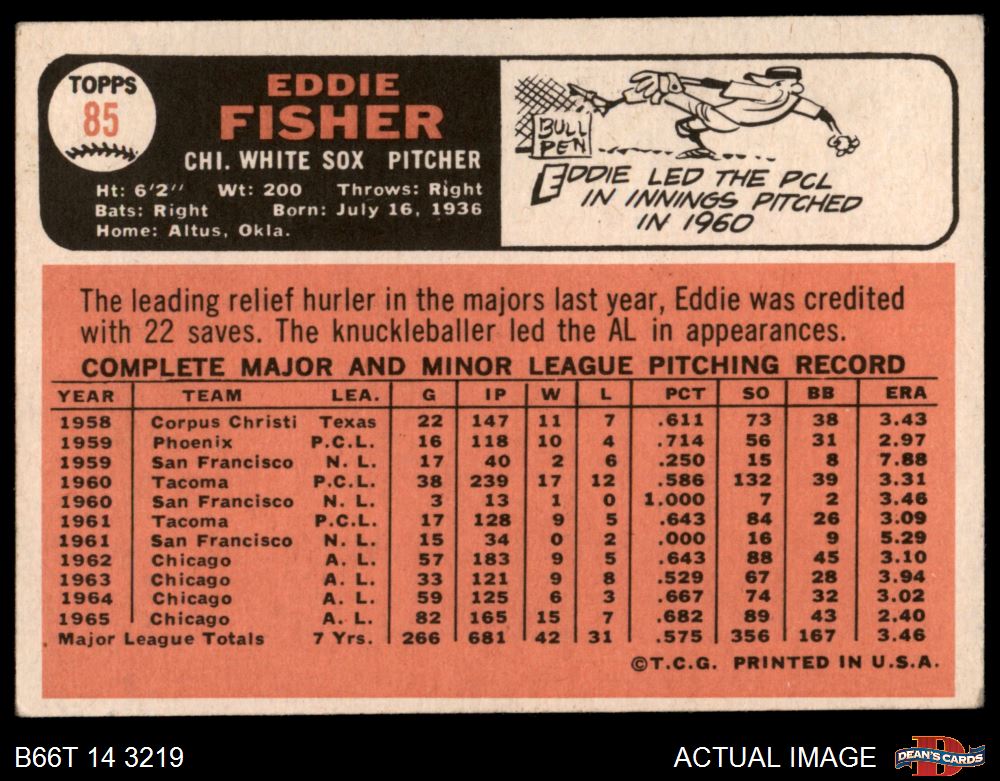 TOPPS
85
EDDIE
FISHER
CHI. WHITE SOX PITCHER
Ht: 6'2" Wt: 200 Throws: Right
Bats: Right Born: July 16, 1936
Home: Altus, Okla.
BULL
PEN
EDDIE LED THE PCL
IN INNINGS PITCHED
IN 1960
The leading relief hurler in the majors last year, Eddie was credited
with 22 saves. The knuckleballer led the AL in appearances.
COMPLETE MAJOR AND MINOR LEAGUE PITCHING RECORD
YEAR TEAM LEA. G IP W L PCT SO BB ERA
1958 Corpus Christi Texas 22 147 11 7 .611 73 38 3.43
1959 Phoenix P.C.L. 16 118 10 4 .714 56 31 2.97
1959 San Francisco N. L. 17 40 2 6 .250 15 8 7.88
1960 Tacoma P.C.L. 38 239 17 12 .586 132 39 3.31
1960 San Francisco N. L. 3 13 1 0 1.000 7 2 3.46
1961 Tacoma P.C.L. 17 128 9 5 .643 84 26 3.09
1961 San Francisco N. L. 15 34 0 2 .000 16 9 5.29
1962 Chicago A. L. 57 183 9 5 .643 88 45 3.10
1963 Chicago A. L. 33 121 9 8 .529 67 28 3.94
1964 Chicago A. L. 59 125 6 3 .667 74 32 3.02
1965 Chicago A. L. 82 165 15 7 .682 89 43 2.40
Major League Totals 7 Yrs. 266 681 42 31 .575 356 167 3.46
©T.C.G. PRINTED IN U.S.A.
B66T 14 3219
ACTUAL IMAGE
DEAN'S CARDS